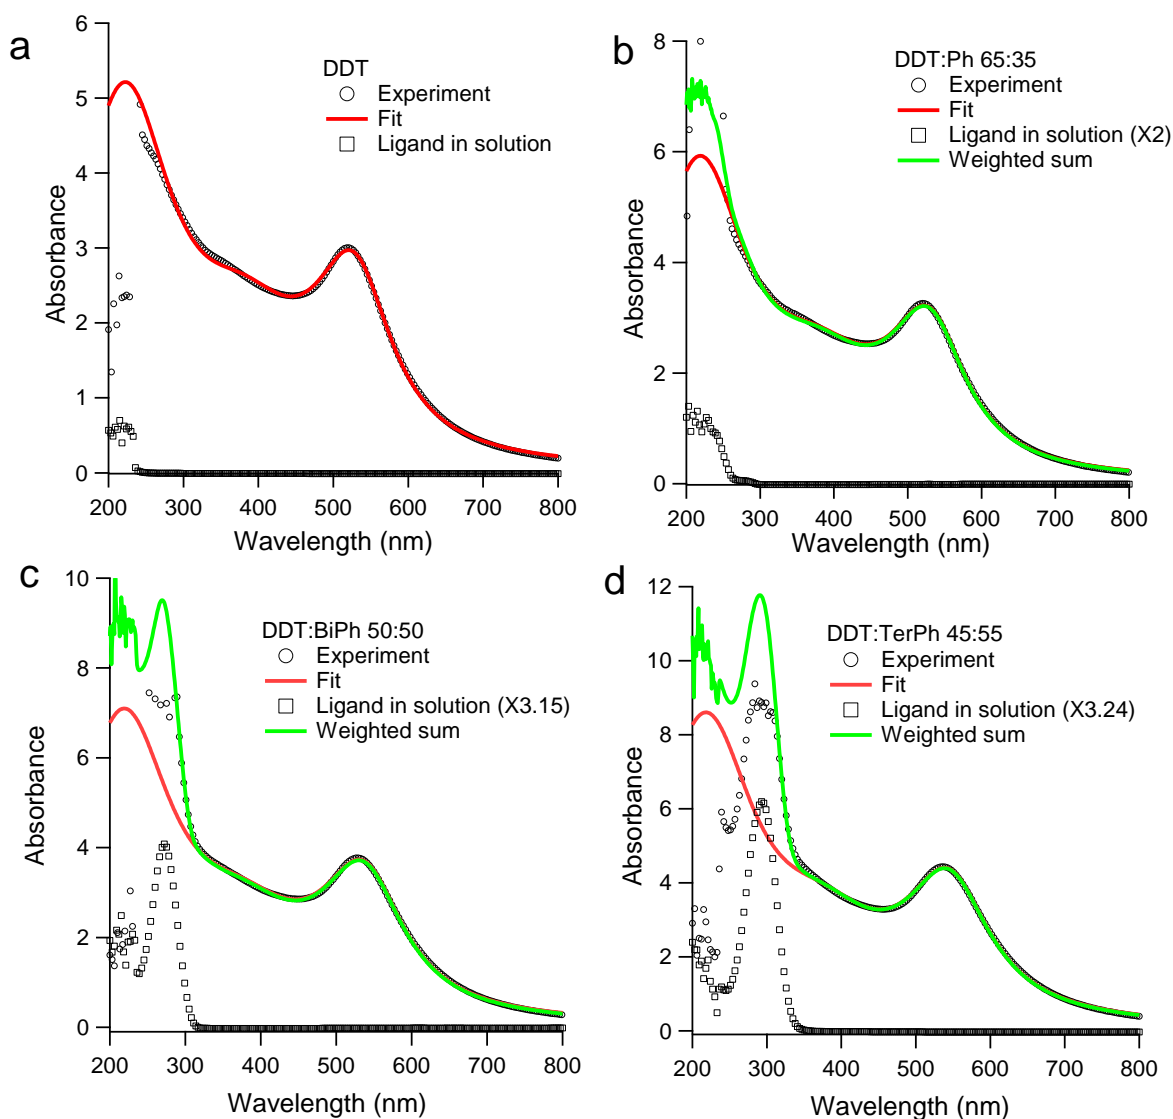 a
6
5
4
3
2
1
0
Absorbance
200 300 400 500 600 700 800
Wavelength (nm)
DDT
Experiment
Fit
Ligand in solution
b
8
6
4
2
0
Absorbance
200 300 400 500 600 700 800
Wavelength (nm)
DDT:Ph 65:35
Experiment
Fit
Ligand in solution (X2)
Weighted sum
c
10
8
6
4
2
0
Absorbance
200 300 400 500 600 700 800
Wavelength (nm)
DDT:BiPh 50:50
Experiment
Fit
Ligand in solution (X3.15)
Weighted sum
d
12
10
8
6
4
2
0
Absorbance
200 300 400 500 600 700 800
Wavelength (nm)
DDT:TerPh 45:55
Experiment
Fit
Ligand in solution (X3.24)
Weighted sum